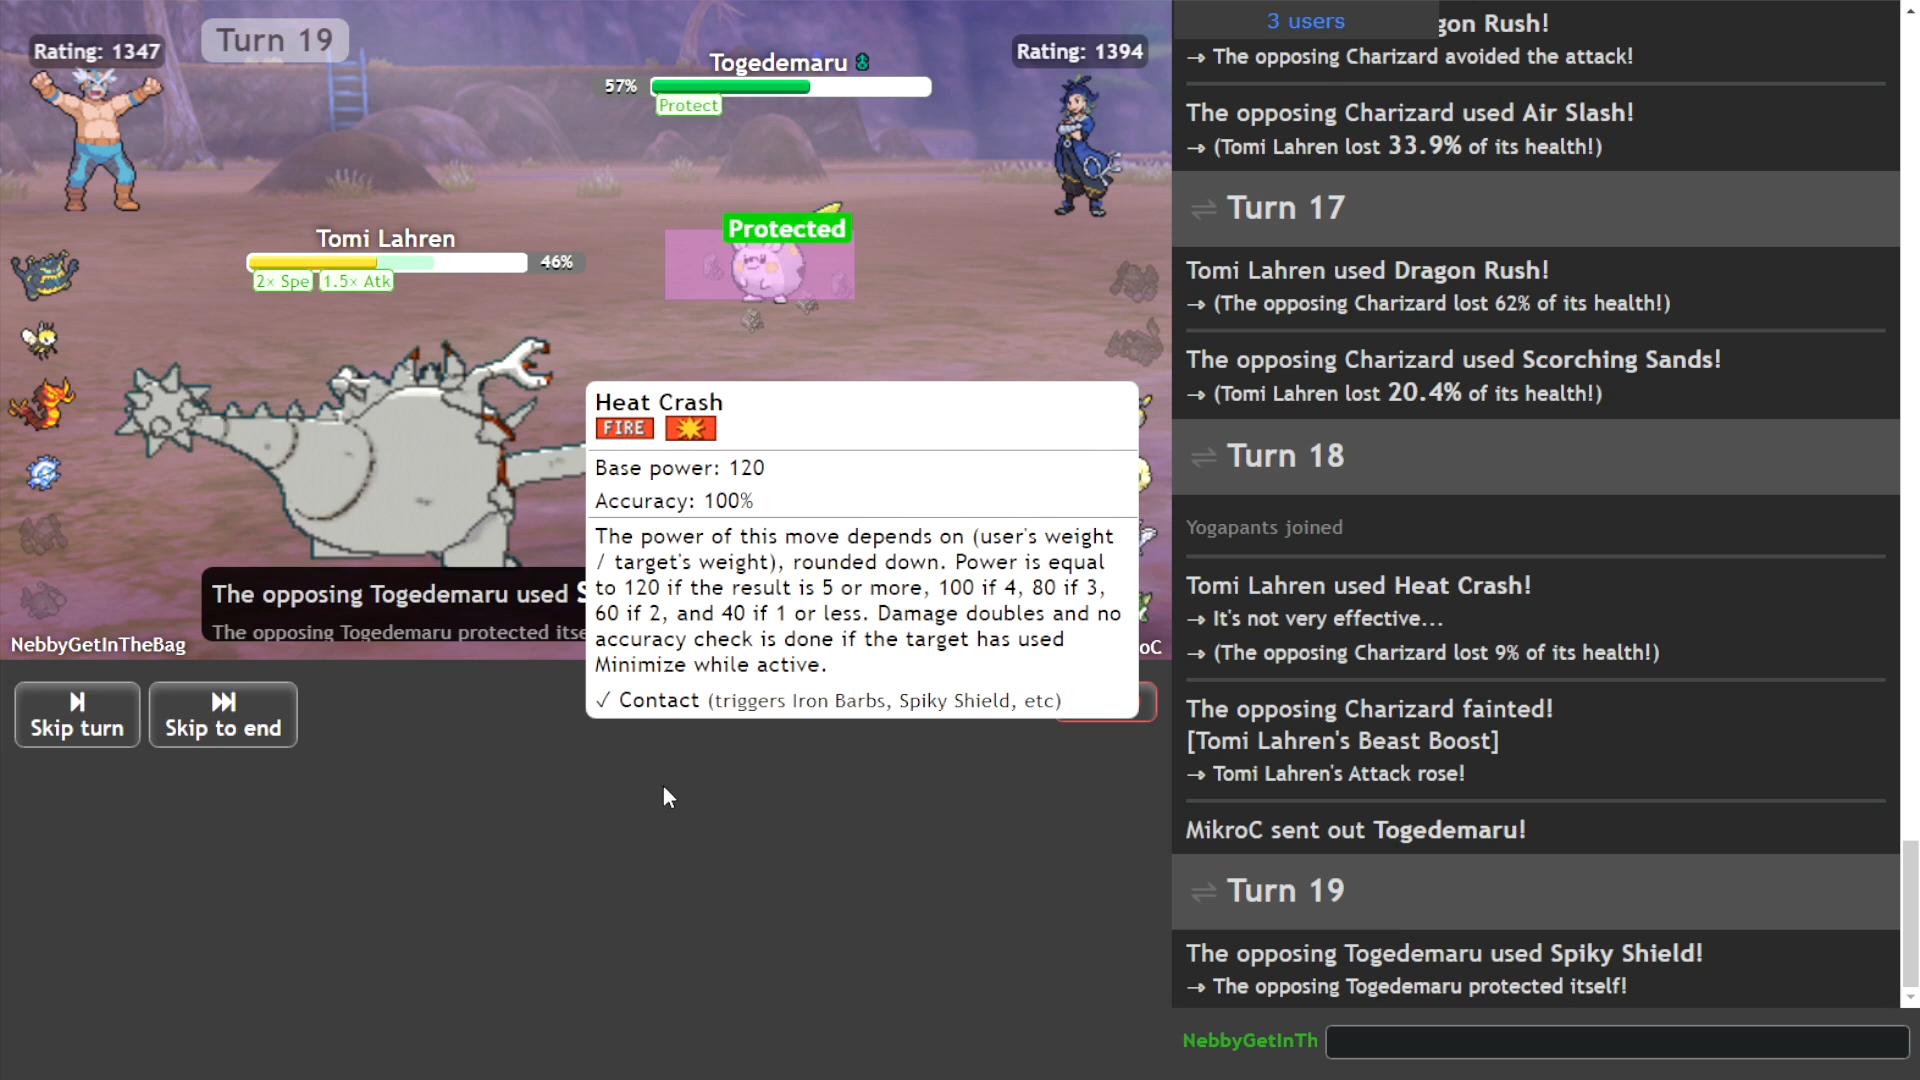 Rating: 1347
Turn 19
Togedemaru
57%
Protect
Rating: 1394
Protected
Tomi Lahren
46%
2× Spe
1.5× Atk
Heat Crash
FIRE
Base power: 120
Accuracy: 100%
The power of this move depends on (user's weight
/ target's weight), rounded down. Power is equal
to 120 if the result is 5 or more, 100 if 4, 80 if 3,
60 if 2, and 40 if 1 or less. Damage doubles and no
accuracy check is done if the target has used
Minimize while active.
✓ Contact (triggers Iron Barbs, Spiky Shield, etc)
The opposing Togedemaru used S
The opposing Togedemaru protected itse
NebbyGetInTheBag
oC
Skip turn
Skip to end
3 users
gon Rush!
→ The opposing Charizard avoided the attack!
The opposing Charizard used Air Slash!
→ (Tomi Lahren lost 33.9% of its health!)
Turn 17
Tomi Lahren used Dragon Rush!
→ (The opposing Charizard lost 62% of its health!)
The opposing Charizard used Scorching Sands!
→ (Tomi Lahren lost 20.4% of its health!)
Turn 18
Yogapants joined
Tomi Lahren used Heat Crash!
→ It's not very effective...
→ (The opposing Charizard lost 9% of its health!)
The opposing Charizard fainted!
[Tomi Lahren's Beast Boost]
→ Tomi Lahren's Attack rose!
MikroC sent out Togedemaru!
Turn 19
The opposing Togedemaru used Spiky Shield!
→ The opposing Togedemaru protected itself!
NebbyGetInTh